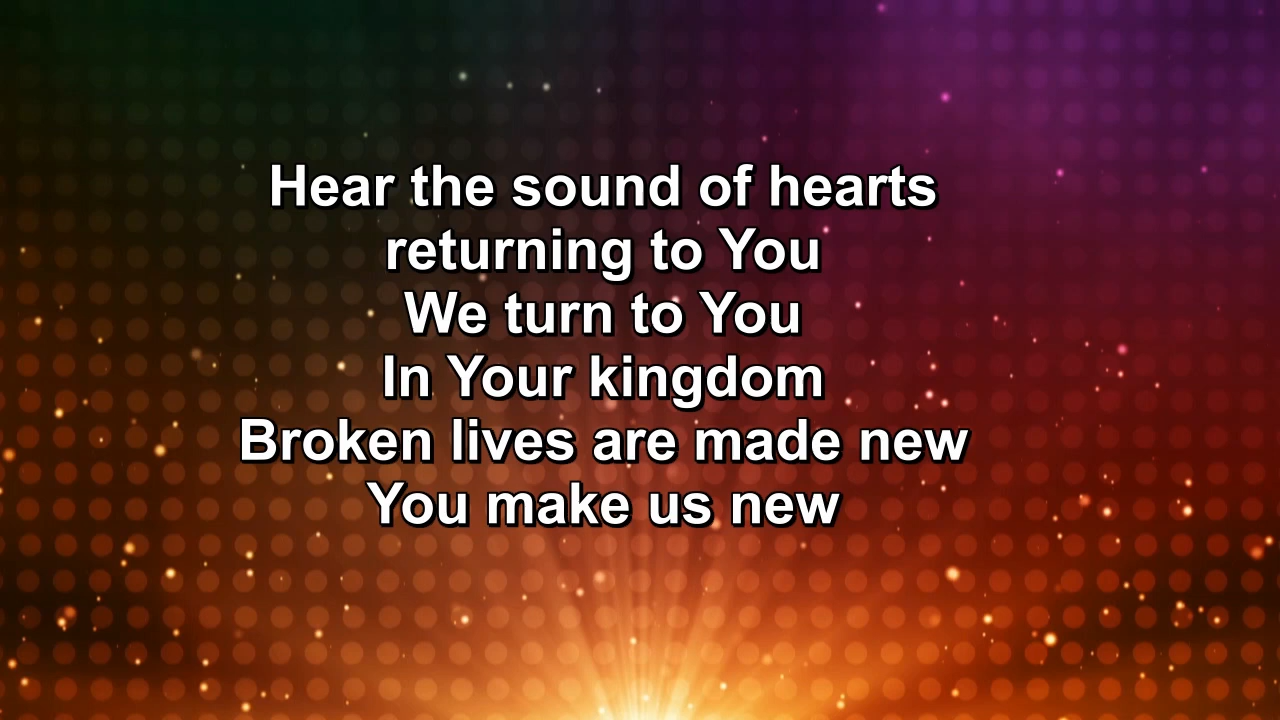 Hear the sound of hearts
returning to You
We turn to You
In Your kingdom
Broken lives are made new
You make us new